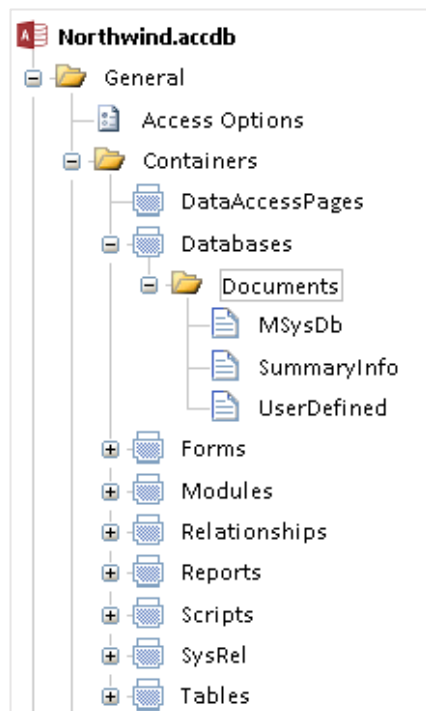 Northwind.accdb
General
Access Options
Containers
DataAccessPages
Databases
Documents
MSysDb
SummaryInfo
UserDefined
Forms
Modules
Relationships
Reports
Scripts
SysRel
Tables